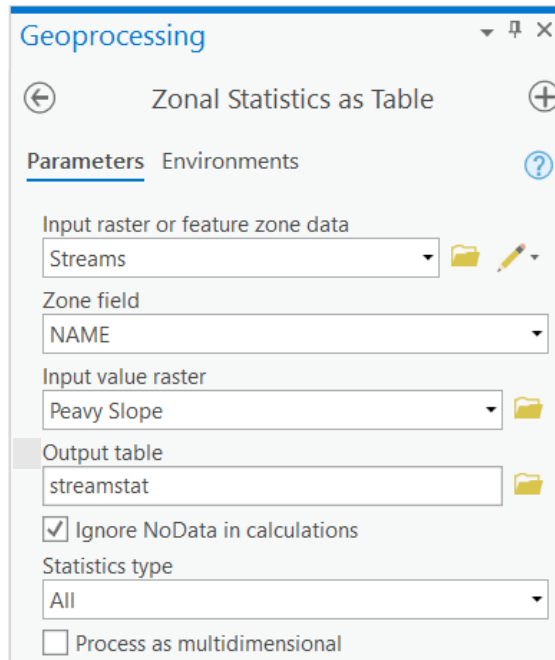 Geoprocessing
Zonal Statistics as Table
Parameters Environments
Input raster or feature zone data
Streams
Zone field
NAME
Input value raster
Peavy Slope
Output table
streamstat
Ignore NoData in calculations
Statistics type
All
Process as multidimensional